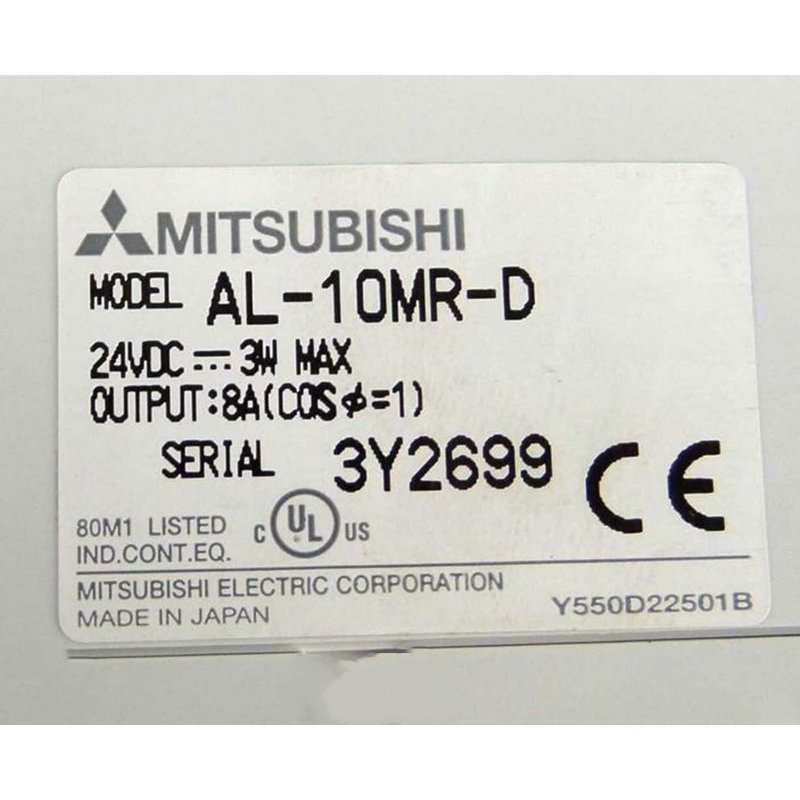 MITSUBISHI
MODEL AL-10MR-D
24VDC ⎓ 3W MAX
OUTPUT:8A(COS φ=1)
SERIAL 3Y2699
CE
80M1 LISTED
IND.CONT.EQ.
C UL US
MITSUBISHI ELECTRIC CORPORATION
MADE IN JAPAN
Y550D22501B